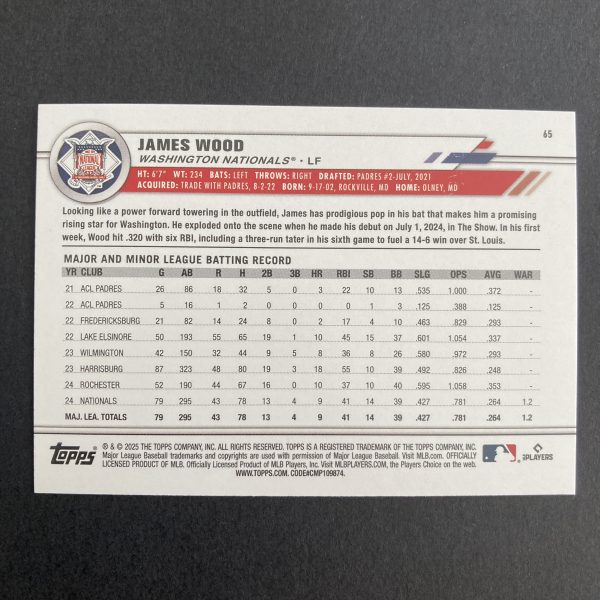 65
JAMES WOOD
WASHINGTON NATIONALS® • LF
HT: 6'7" WT: 234 BATS: LEFT THROWS: RIGHT DRAFTED: PADRES #2-JULY, 2021
ACQUIRED: TRADE WITH PADRES, 8-2-22 BORN: 9-17-02, ROCKVILLE, MD HOME: OLNEY, MD
Looking like a power forward towering in the outfield, James has prodigious pop in his bat that makes him a promising
rising star for Washington. He exploded onto the scene when he made his debut on July 1, 2024, in The Show. In his first
week, Wood hit .320 with six RBI, including a three-run tater in his sixth game to fuel a 14-6 win over St. Louis.
MAJOR AND MINOR LEAGUE BATTING RECORD
YR CLUB G AB R H 2B 3B HR RBI SB BB SLG OPS AVG WAR
21 ACL PADRES 26 86 18 32 5 0 3 22 10 13 .535 1.000 .372 -
22 ACL PADRES 5 16 1 2 0 0 0 1 3 3 .125 .388 .125 -
22 FREDERICKSBURG 21 82 14 24 8 0 2 17 4 10 .463 .829 .293 -
22 LAKE ELSINORE 50 193 55 65 19 1 10 45 15 37 .601 1.054 .337 -
23 WILMINGTON 42 150 32 44 9 5 8 36 8 26 .580 .972 .293 -
23 HARRISBURG 87 323 48 80 19 3 18 55 10 39 .492 .826 .248 -
24 ROCHESTER 52 190 44 67 16 0 10 37 10 40 .595 1.058 .353 -
24 NATIONALS 79 295 43 78 13 4 9 41 14 39 .427 .781 .264 1.2
MAJ. LEA. TOTALS 79 295 43 78 13 4 9 41 14 39 .427 .781 .264 1.2
TOPPS
® & © 2025 THE TOPPS COMPANY, INC. ALL RIGHTS RESERVED. TOPPS IS A REGISTERED TRADEMARK OF THE TOPPS COMPANY, INC.
Major League Baseball trademarks and copyrights are used with permission of Major League Baseball. Visit MLB.com. OFFICIALLY
LICENSED PRODUCT OF MLB. Officially Licensed Product of MLB Players, Inc. Visit MLBPLAYERS.com, the Players Choice on the web.
WWW.TOPPS.COM. CODE#CMP109874.
PLAYERS